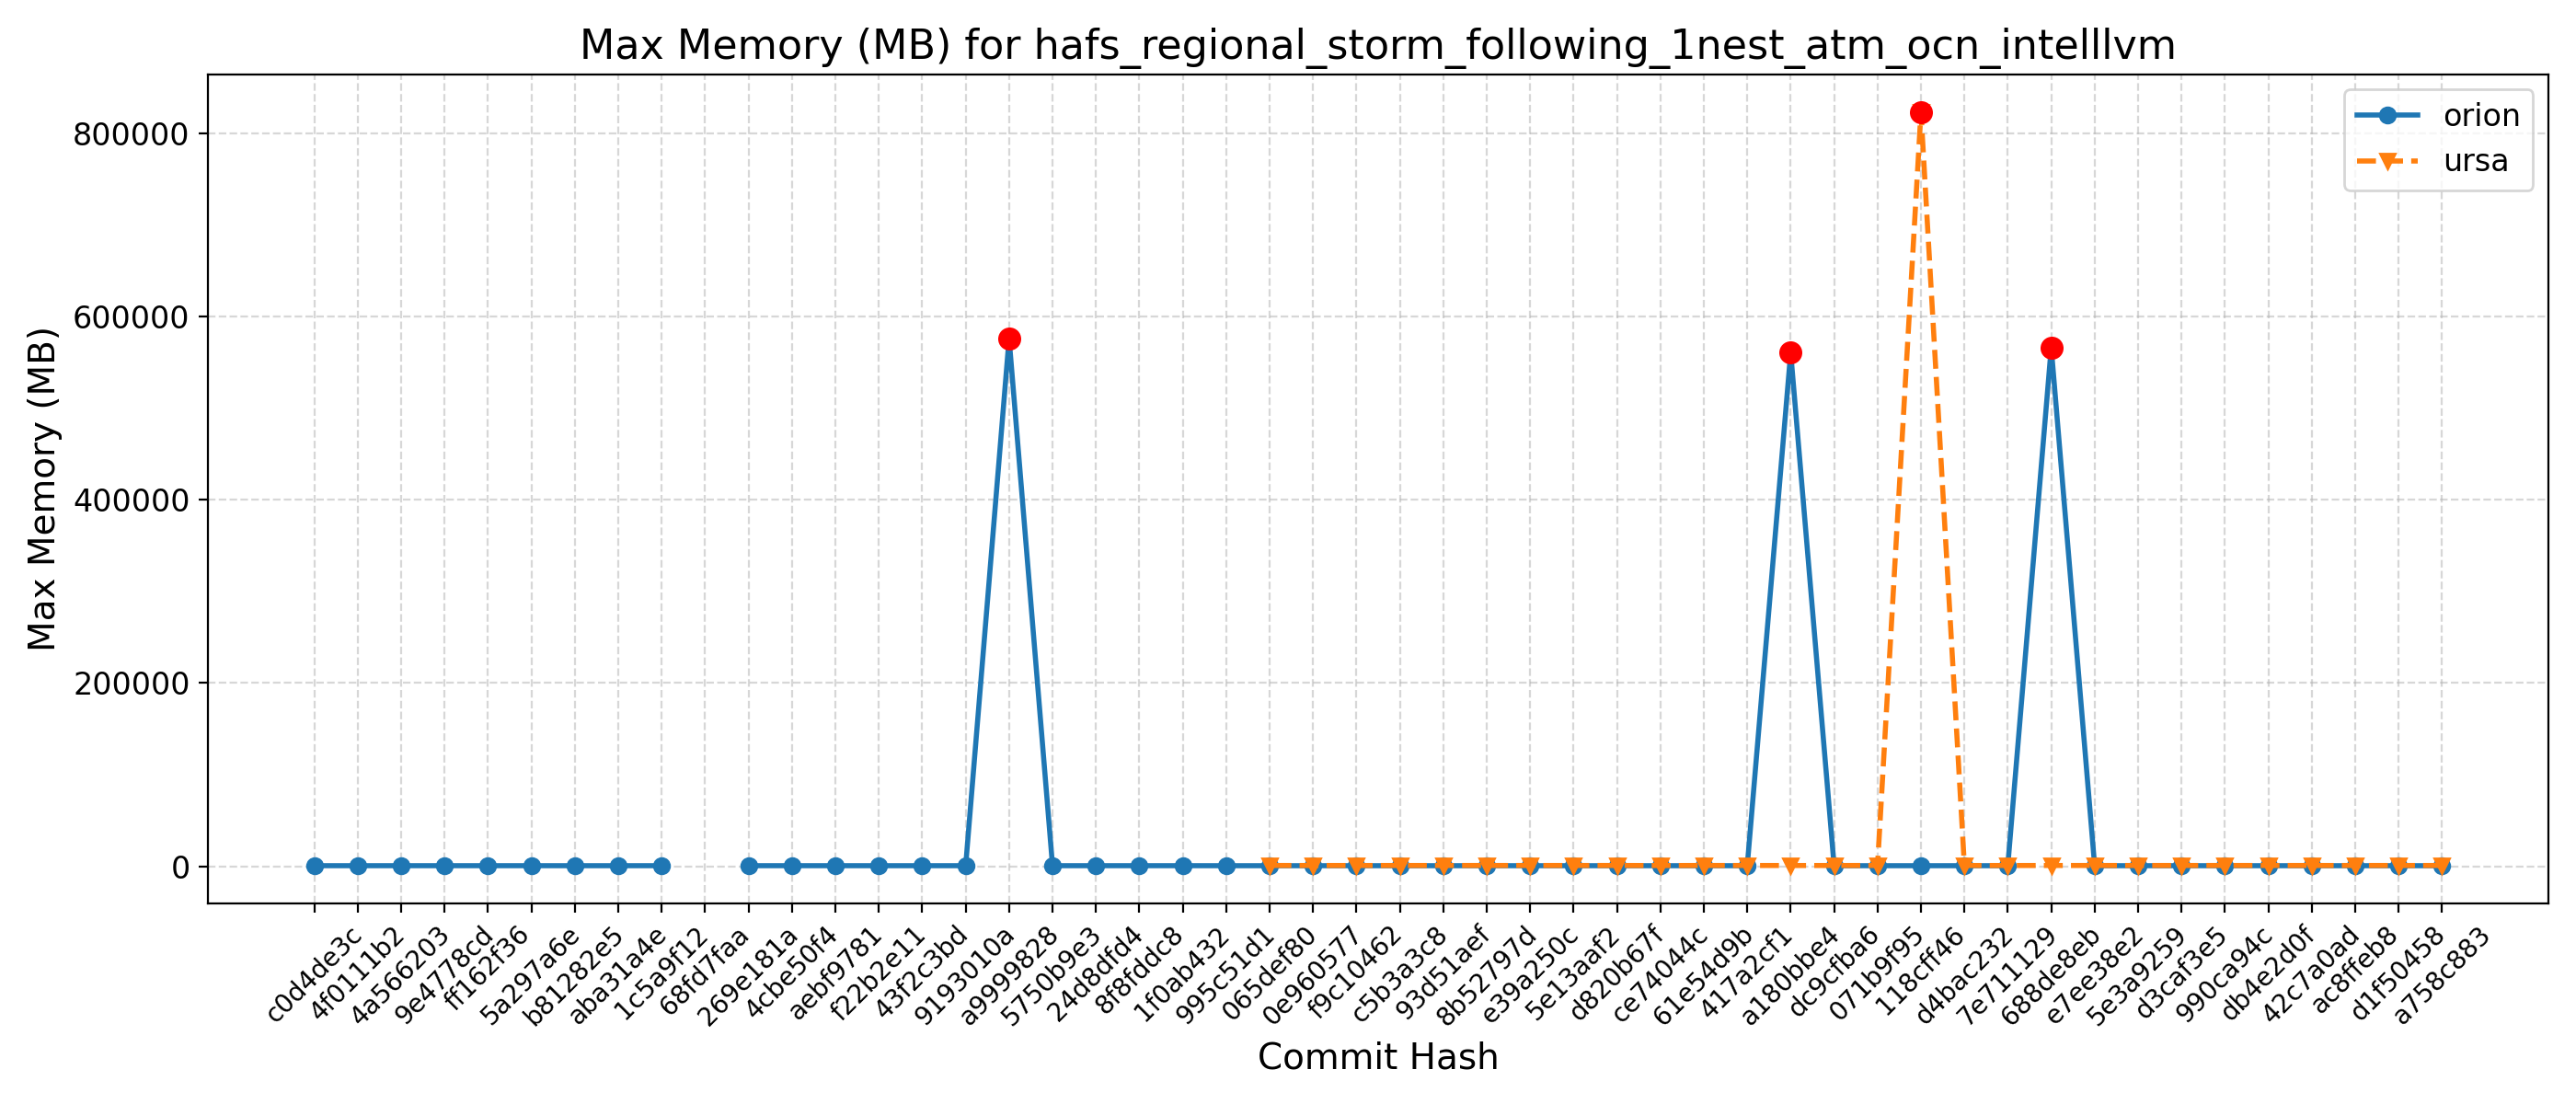 Max Memory (MB) for hafs_regional_storm_following_1nest_atm_ocn_intelllvm
orion
ursa
Max Memory (MB)
800000
600000
400000
200000
0
c0d4de3c
4f0111b2
4a566203
9e4778cd
ff162f36
5a297a6e
b81282e5
aba31a4e
1c5a9f12
68fd7faa
269e181a
4cbe50f4
aebf9781
f22b2e11
43f2c3bd
9193010a
a9999828
5750b9e3
24d8dfd4
8f8fddc8
1f0ab432
995c51d1
065def80
0e960577
f9c10462
c5b3a3c8
93d51aef
8b52797d
e39a250c
5e13aaf2
d820b67f
ce74044c
61e54d9b
417a2cf1
a180bbe4
dc9cfba6
071b9f95
118cff46
d4bac232
7e711129
688de8eb
e7ee38e2
5e3a9259
d3caf3e5
990ca94c
db4e2d0f
42c7a0ad
ac8ffeb8
d1f50458
a758c883
Commit Hash